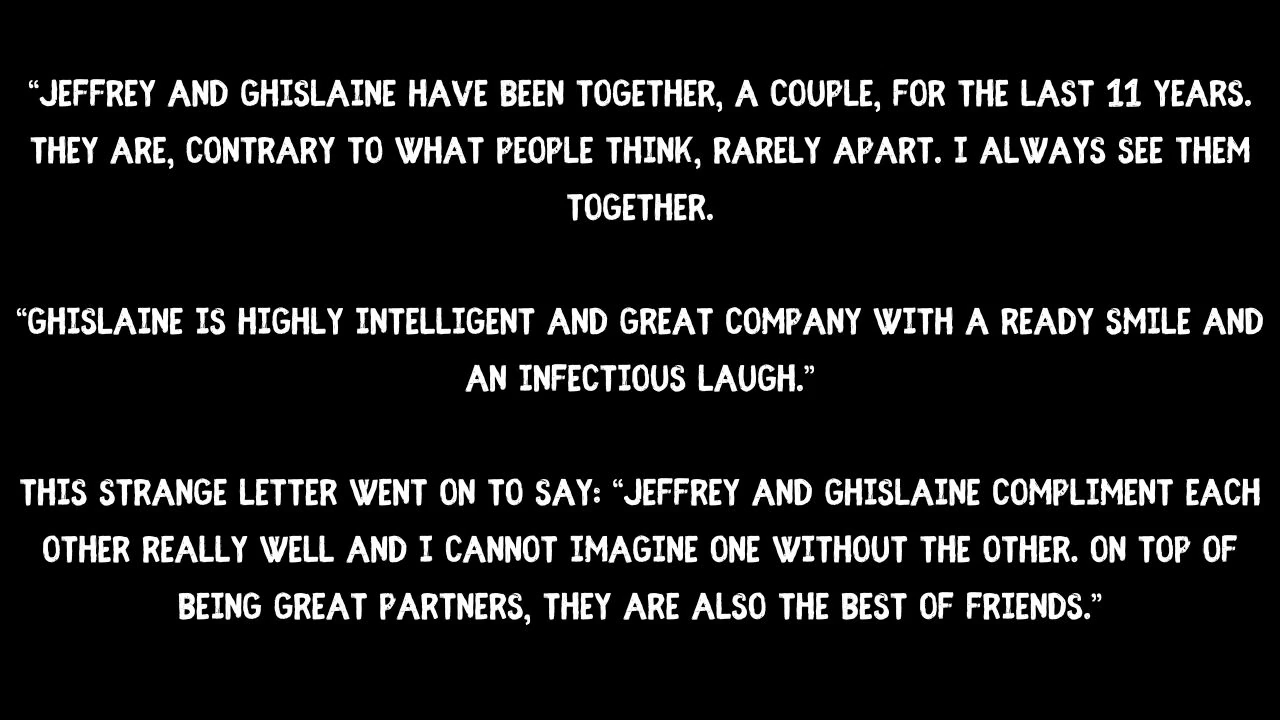 “JEFFREY AND GHISLAINE HAVE BEEN TOGETHER, A COUPLE, FOR THE LAST 11 YEARS.
THEY ARE, CONTRARY TO WHAT PEOPLE THINK, RARELY APART. I ALWAYS SEE THEM
TOGETHER.
“GHISLAINE IS HIGHLY INTELLIGENT AND GREAT COMPANY WITH A READY SMILE AND
AN INFECTIOUS LAUGH.”
THIS STRANGE LETTER WENT ON TO SAY: “JEFFREY AND GHISLAINE COMPLIMENT EACH
OTHER REALLY WELL AND I CANNOT IMAGINE ONE WITHOUT THE OTHER. ON TOP OF
BEING GREAT PARTNERS, THEY ARE ALSO THE BEST OF FRIENDS.”